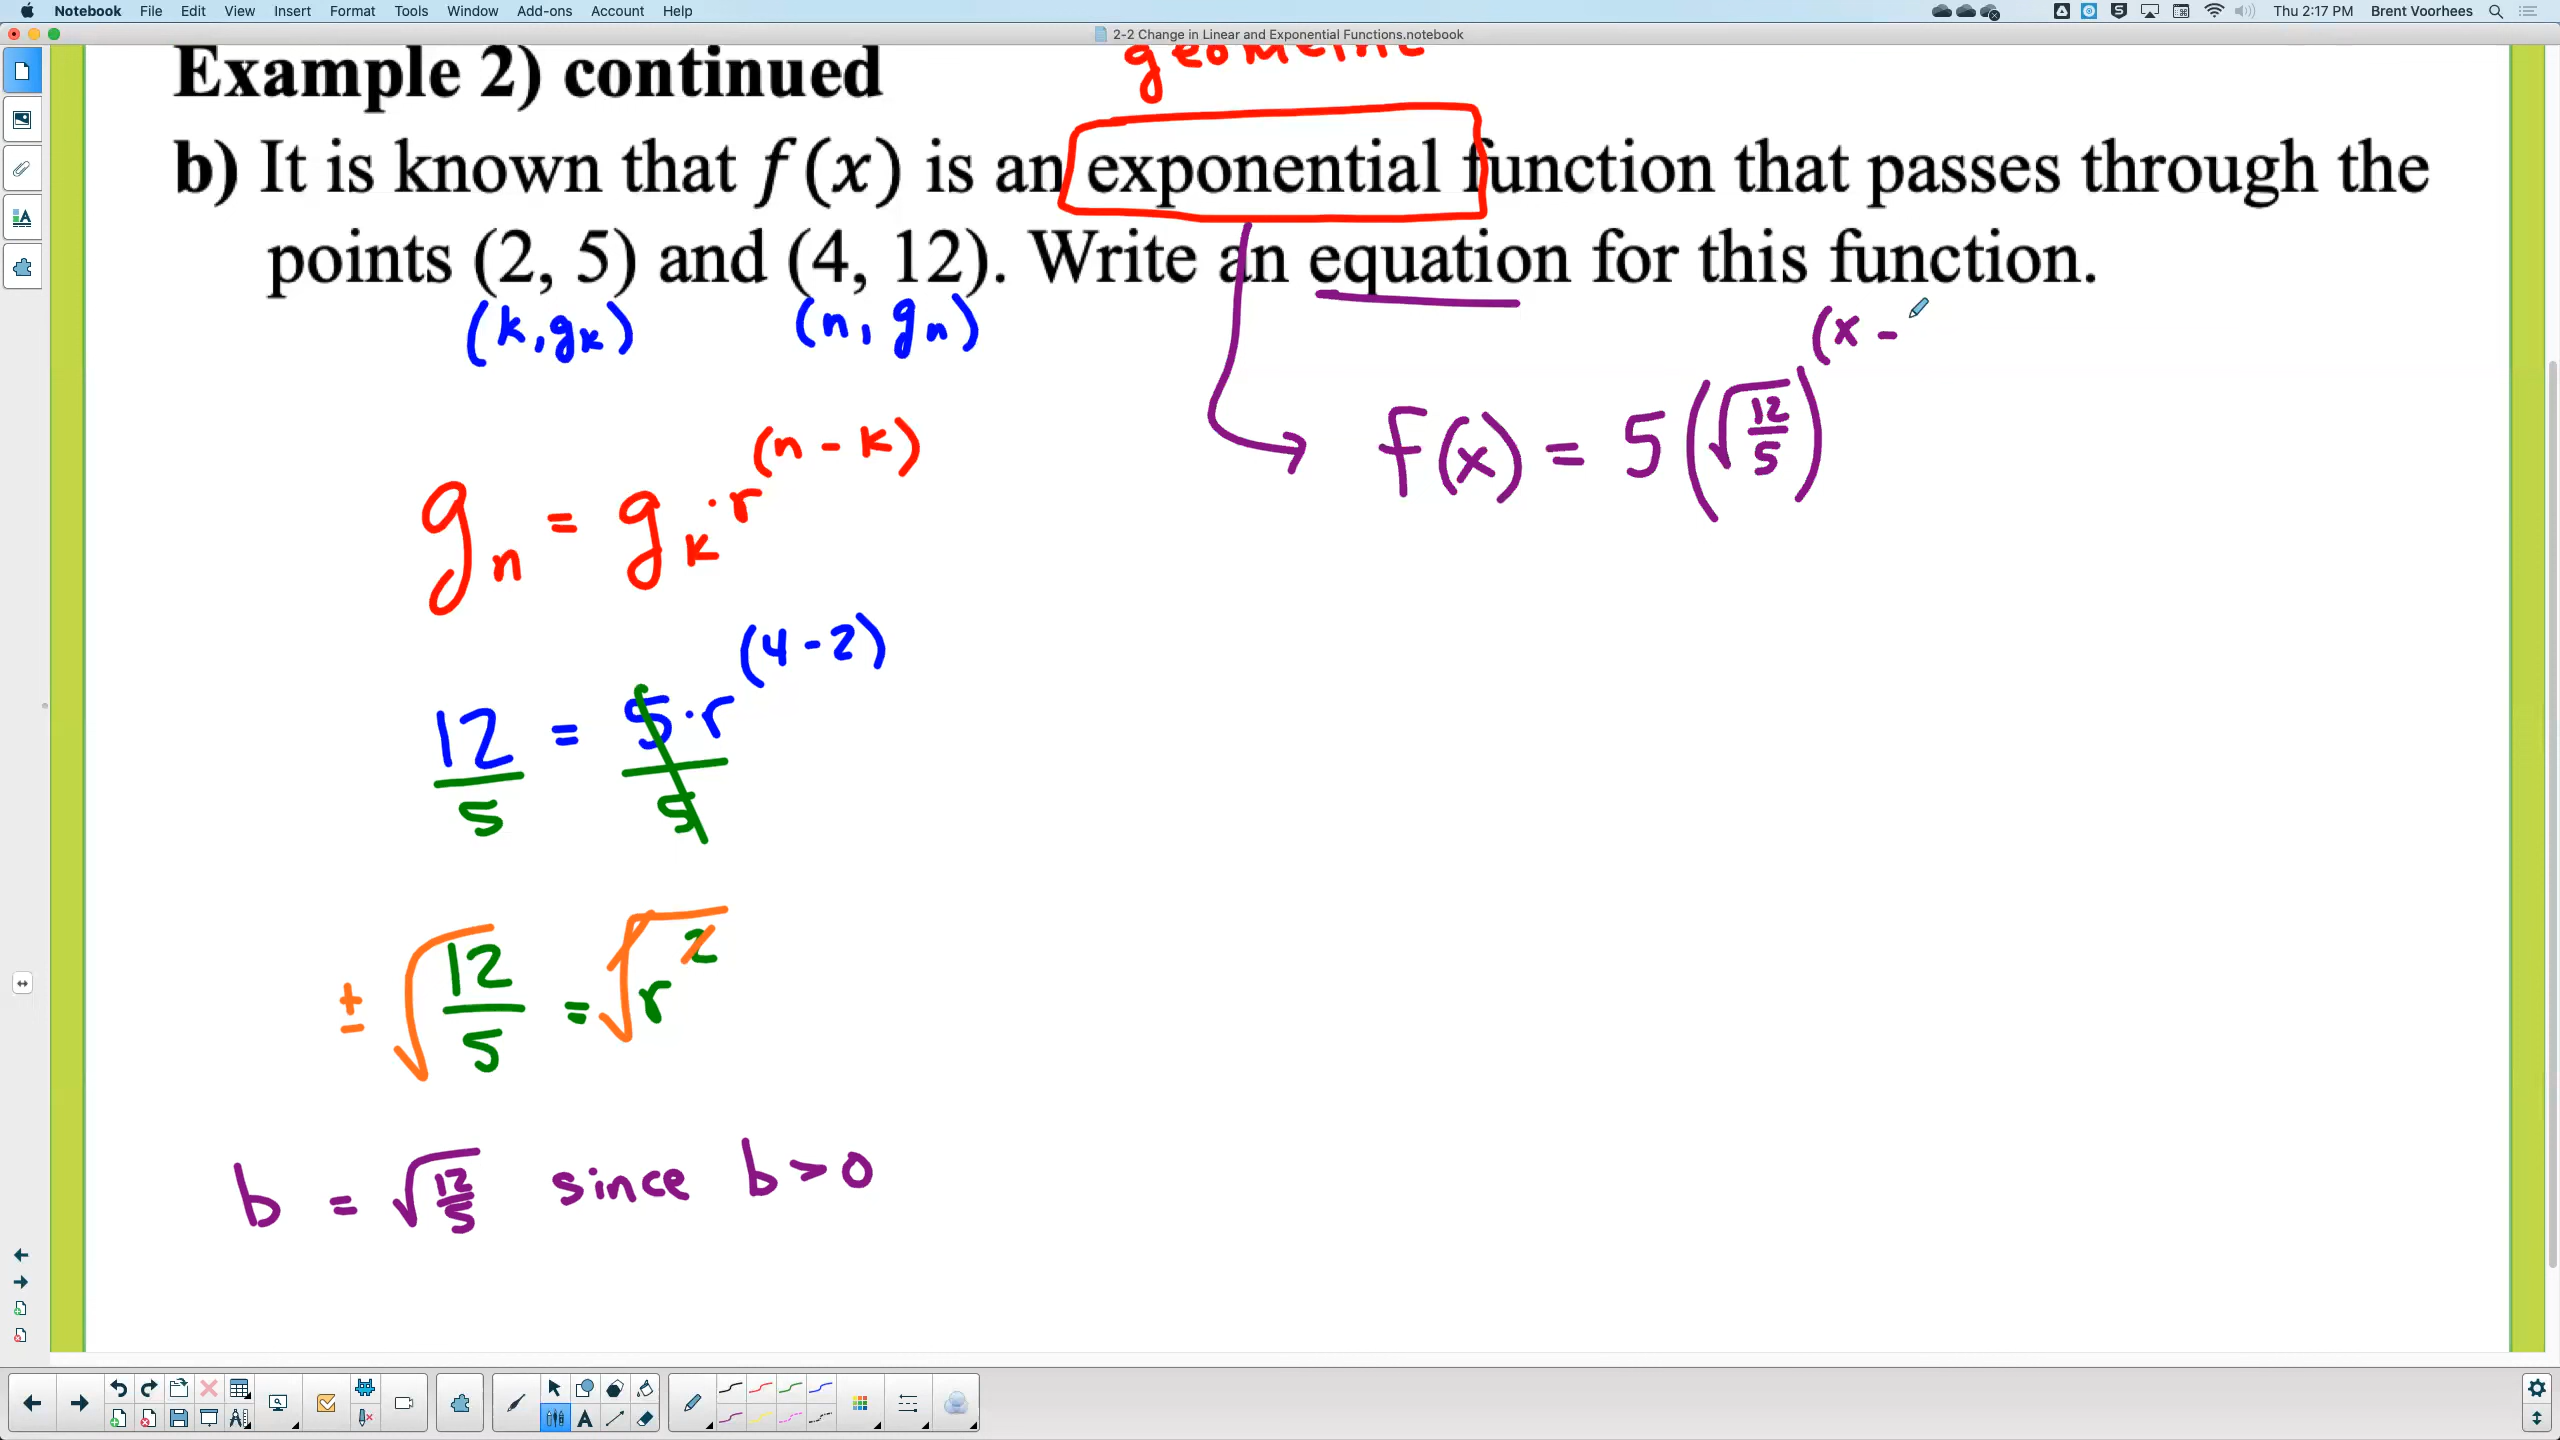 Notebook File Edit View Insert Format Tools Window Add-ons Account Help Thu 2:17 PM Brent Voorhees
2-2 Change in Linear and Exponential Functions.notebook
geometric
Example 2) continued
b) It is known that f(x) is an exponential function that passes through the
points (2, 5) and (4, 12). Write an equation for this function.
(k, gₖ) (n, gₙ)
f(x) = 5(√(12/5))^(x -
gₙ = gₖ · r^(n - k)
12/5 = 5 · r^(4 - 2)/5
± √(12/5) = √(r²)
b = √(12/5) since b > 0